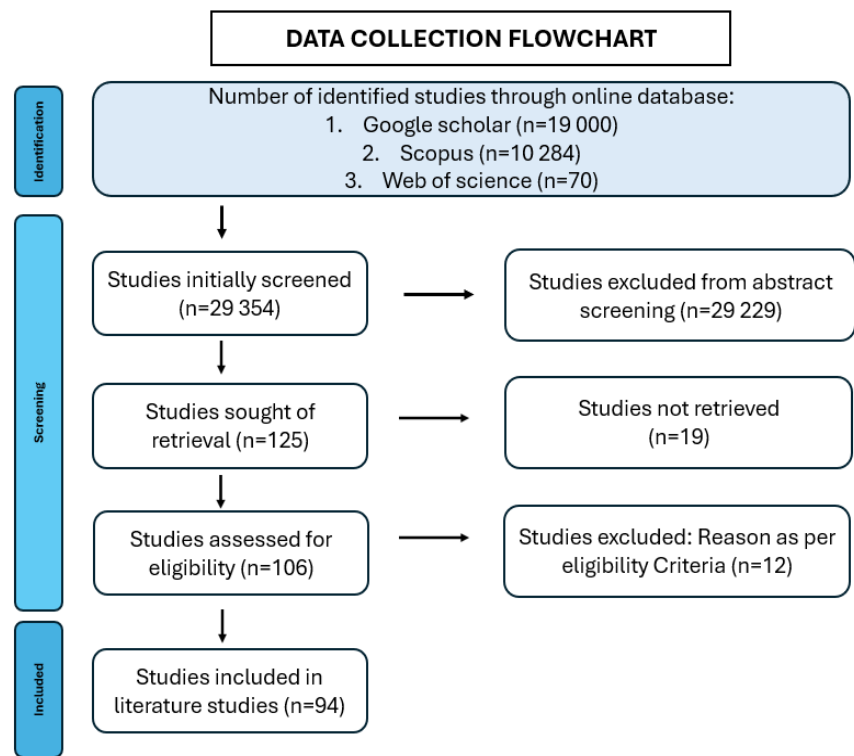 DATA COLLECTION FLOWCHART
Identification
Number of identified studies through online database:
1. Google scholar (n=19 000)
2. Scopus (n=10 284)
3. Web of science (n=70)
Screening
Studies initially screened
(n=29 354)
Studies excluded from abstract
screening (n=29 229)
Studies sought of
retrieval (n=125)
Studies not retrieved
(n=19)
Studies assessed for
eligibility (n=106)
Studies excluded: Reason as per
eligibility Criteria (n=12)
Included
Studies included in
literature studies (n=94)